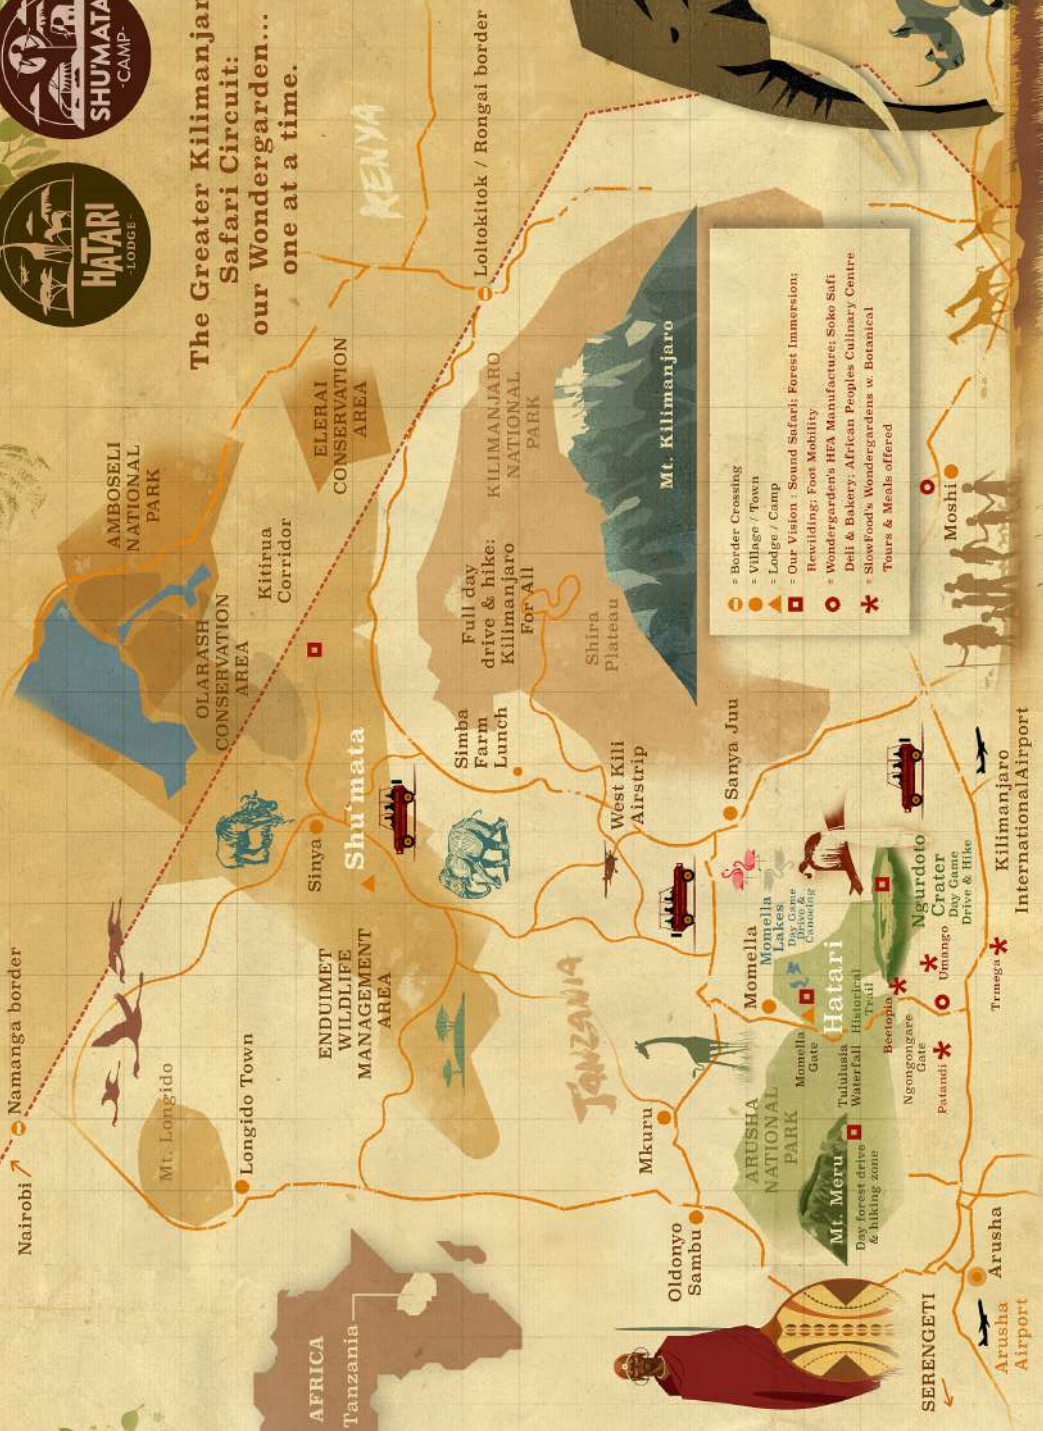 SHU'MATA
-CAMP-
HATARI
-LODGE-
The Greater Kilimanjar
Safari Circuit:
our Wondergarden...
one at a time.
KENYA
Loltokitok / Rongai border
AMBOSELI
NATIONAL
PARK
ELERAI
CONSERVATION
AREA
Kitirua
Corridor
OLARASH
CONSERVATION
AREA
KILIMANJARO
NATIONAL
PARK
Mt. Kilimanjaro
Full day
drive & hike:
Kilimanjaro
For All
Shira
Plateau
= Border Crossing
= Village / Town
= Lodge / Camp
= Our Vision : Sound Safari; Forest Immersion;
Rewilding; Foot Mobility
= Wondergarden's HFA Manufacture; Soko Safi
Deli & Bakery; African Peoples Culinary Centre
= SlowFood's Wondergardens w. Botanical
Tours & Meals offered
Moshi
Namanga border
Nairobi
Mt. Longido
Longido Town
Sinya
Shu'mata
Simba
Farm
Lunch
West Kili
Airstrip
Sanya Juu
ENDUIMET
WILDLIFE
MANAGEMENT
AREA
TANZANIA
Momella
Momella
Lakes
Day Game
Drive &
Canoeing
Hatari
Momella
Gate
Historical
Trail
Tululusia
Waterfall
Ngurdoto
Crater
Day Game
Drive & Hike
Kilimanjaro
InternationalAirport
Beetopia
Umango
Trmega
Ngongongare
Gate
Patandi
Mkuru
ARUSHA
NATIONAL
PARK
Mt. Meru
Day forest drive
& hiking zone
Oldonyo
Sambu
Arusha
Arusha
Airport
SERENGETI
AFRICA
Tanzania